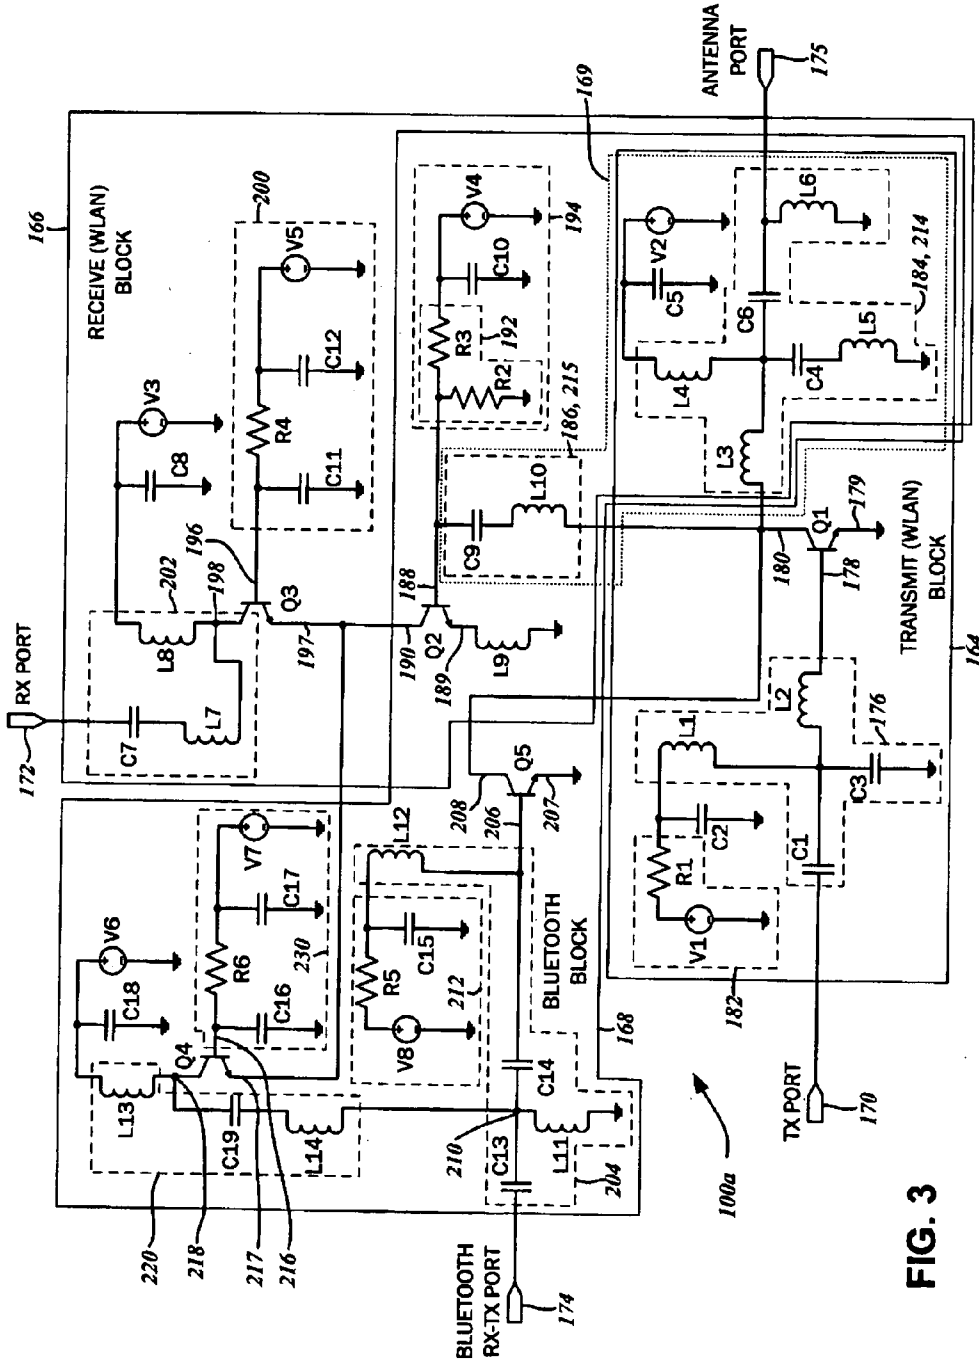 RX PORT
172
166
RECEIVE (WLAN)
BLOCK
C7
L7
L8
202
198
196
C8
V3
200
C11
R4
C12
V5
Q3
197
190
188
Q2
189
L9
C9
L10
186, 215
R2
192
R3
C10
V4
194
169
ANTENNA
PORT
175
V2
C5
L4
C6
L6
L3
C4
L5
184, 214
Q1
180
178
179
TRANSMIT (WLAN)
BLOCK
164
L1
L2
176
C3
C2
R1
V1
C1
182
TX PORT
170
100a
V6
C18
L13
Q4
R6
V7
C17
C16
230
C19
L14
220
218
217
216
L12
R5
C15
212
V8
208
206
207
Q5
BLUETOOTH
BLOCK
168
C14
210
C13
L11
204
BLUETOOTH
RX-TX PORT
174
FIG. 3